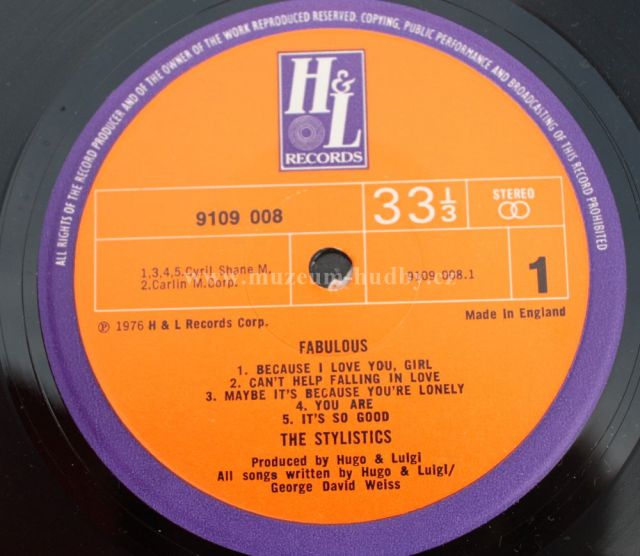 ALL RIGHTS OF THE RECORD PRODUCER AND OF THE OWNER OF THE WORK REPRODUCED RESERVED. COPYING, PUBLIC PERFORMANCE AND BROADCASTING OF THIS RECORD PROHIBITED
H&L
RECORDS
9109 008
33 1/3
STEREO
1,3,4,5.Cyril Shane M.
2.Carlin M.Corp.
9109 008.1
1
www.muzeum-hudby.cz
℗ 1976 H & L Records Corp.
Made In England
FABULOUS
1. BECAUSE I LOVE YOU, GIRL
2. CAN'T HELP FALLING IN LOVE
3. MAYBE IT'S BECAUSE YOU'RE LONELY
4. YOU ARE
5. IT'S SO GOOD
THE STYLISTICS
Produced by Hugo & Luigi
All songs written by Hugo & Luigi/
George David Weiss